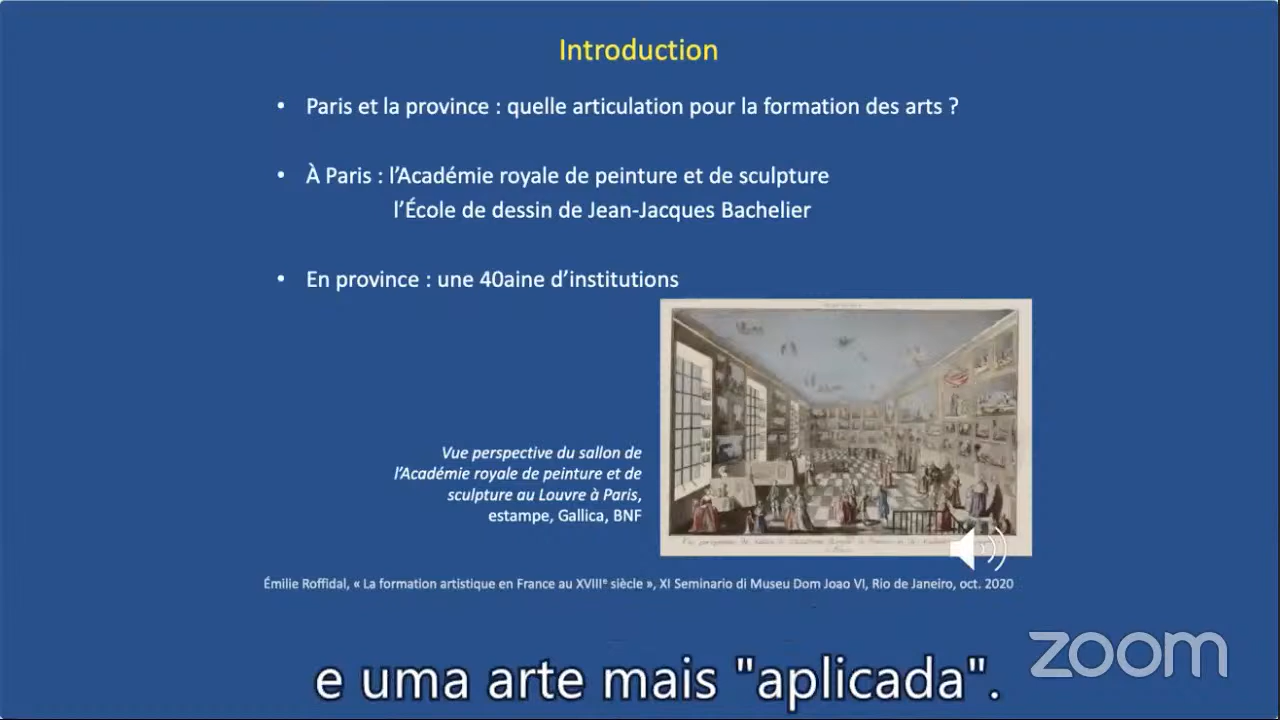 Introduction
• Paris et la province : quelle articulation pour la formation des arts ?
• À Paris : l’Académie royale de peinture et de sculpture
l’École de dessin de Jean-Jacques Bachelier
• En province : une 40aine d’institutions
Vue perspective du sallon de
l’Académie royale de peinture et de
sculpture au Louvre à Paris,
estampe, Gallica, BNF
Émilie Roffidal, « La formation artistique en France au XVIIIe siècle », XI Seminario di Museu Dom Joao VI, Rio de Janeiro, oct. 2020
zoom
e uma arte mais "aplicada".